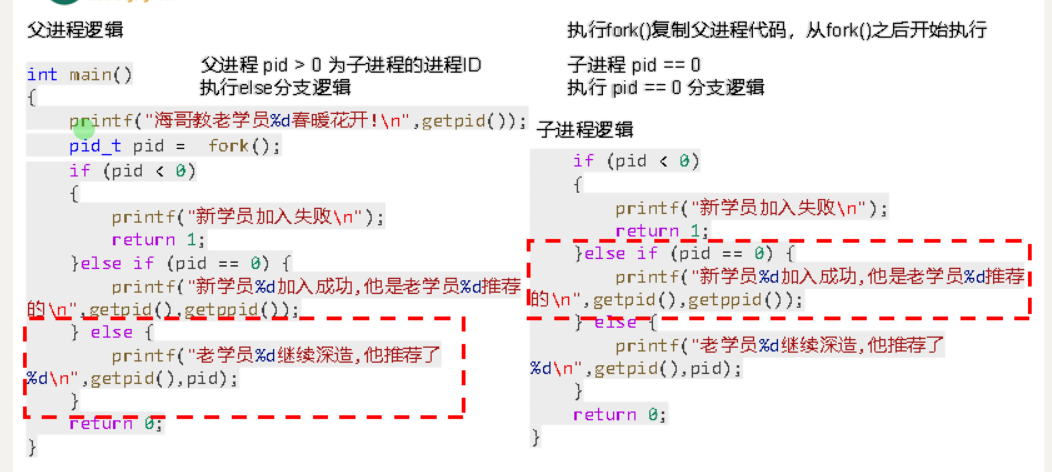 父进程逻辑
父进程 pid > 0 为子进程的进程ID
执行else分支逻辑
int main()
{
printf("海哥教老学员%d春暖花开!\n",getpid());
pid_t pid = fork();
if (pid < 0)
{
printf("新学员加入失败\n");
return 1;
}else if (pid == 0) {
printf("新学员%d加入成功,他是老学员%d推荐
的\n",getpid(),getppid());
} else {
printf("老学员%d继续深造,他推荐了
%d\n",getpid(),pid);
}
return 0;
}
执行fork()复制父进程代码，从fork()之后开始执行
子进程 pid == 0
执行 pid == 0 分支逻辑
子进程逻辑
if (pid < 0)
{
printf("新学员加入失败\n");
return 1;
}else if (pid == 0) {
printf("新学员%d加入成功,他是老学员%d推荐
的\n",getpid(),getppid());
} else {
printf("老学员%d继续深造,他推荐了
%d\n",getpid(),pid);
}
return 0;
}